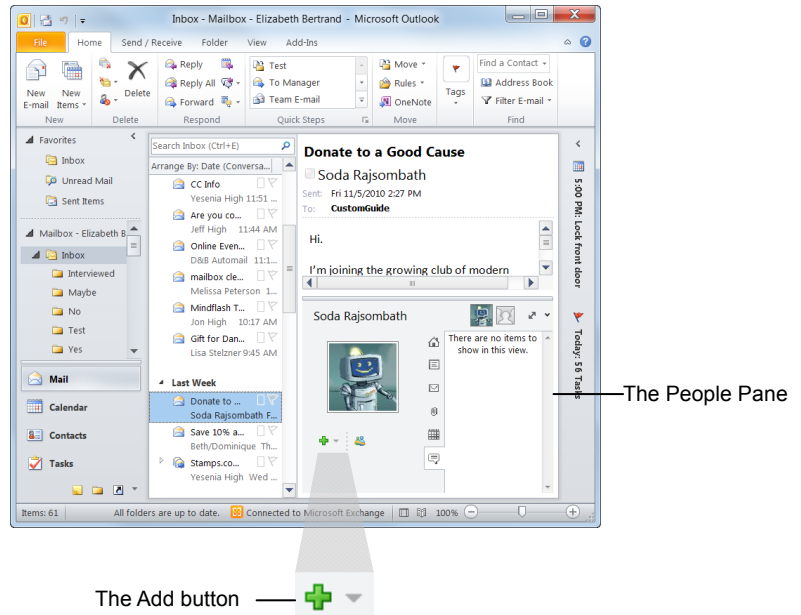 Inbox - Mailbox - Elizabeth Bertrand - Microsoft Outlook
File Home Send / Receive Folder View Add-Ins
New E-mail
New Items
Delete
Reply
Reply All
Forward
Test
To Manager
Team E-mail
Move
Rules
OneNote
Tags
Find a Contact
Address Book
Filter E-mail
New Delete Respond Quick Steps Move Find
Favorites
Inbox
Unread Mail
Sent Items
Mailbox - Elizabeth B
Inbox
Interviewed
Maybe
No
Test
Yes
Mail
Calendar
Contacts
Tasks
Search Inbox (Ctrl+E)
Arrange By: Date (Conversa...
CC Info
Yesenia High 11:51 ...
Are you co...
Jeff High 11:44 AM
Online Even...
D&B Automail 11:1...
mailbox cle...
Melissa Peterson 1...
Mindflash T...
Jon High 10:17 AM
Gift for Dan...
Lisa Stelzner 9:45 AM
Last Week
Donate to ...
Soda Rajsombath F...
Save 10% a...
Beth/Dominique Th...
Stamps.co...
Yesenia High Wed ...
Donate to a Good Cause
Soda Rajsombath
Sent: Fri 11/5/2010 2:27 PM
To: CustomGuide
Hi.
I'm joining the growing club of modern
Soda Rajsombath
There are no items to
show in this view.
5:00 PM: Lock front door
Today: 56 Tasks
The People Pane
Items: 61 All folders are up to date. Connected to Microsoft Exchange 100%
The Add button